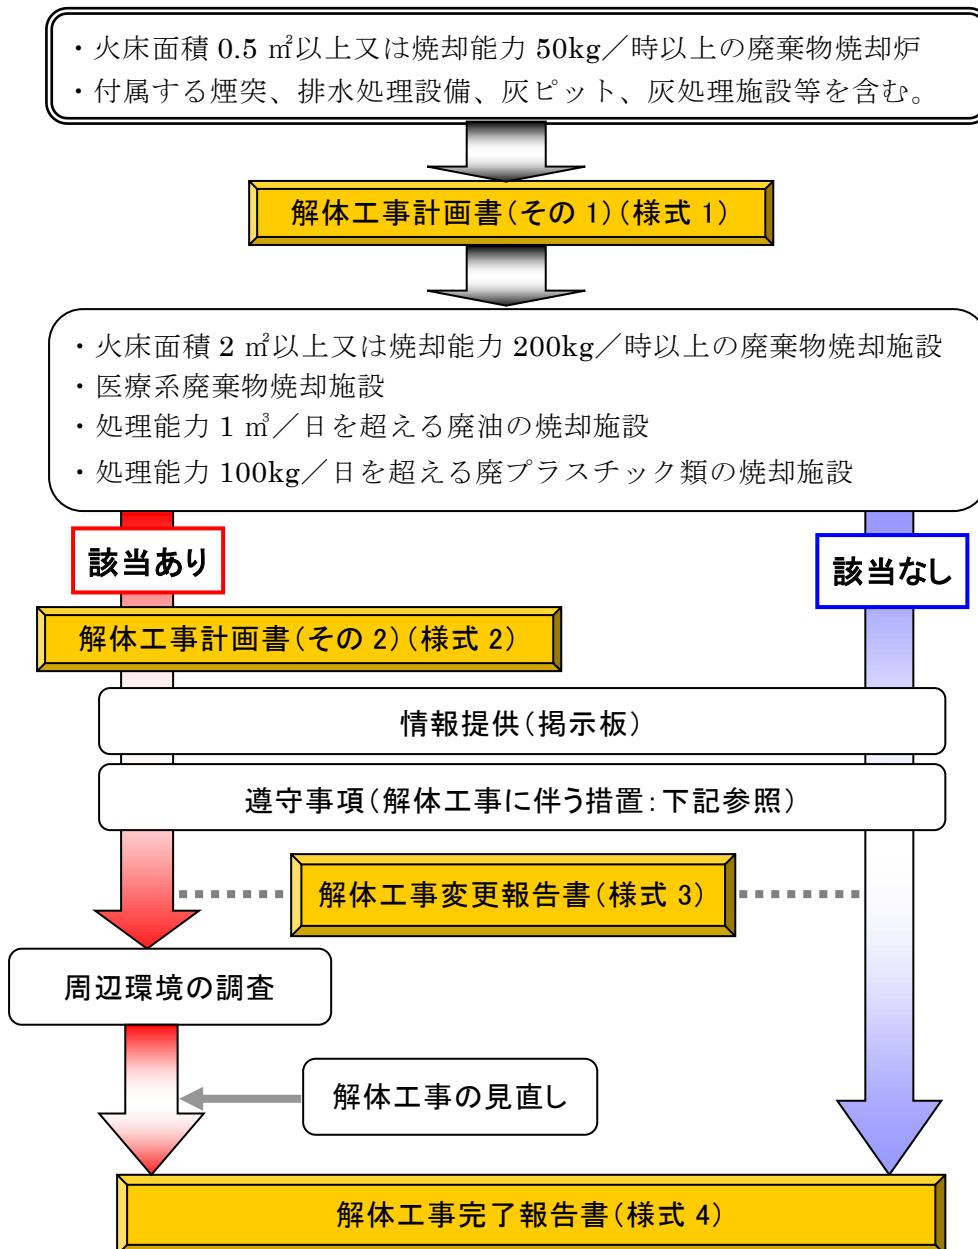 ・火床面積 0.5 ㎡以上又は焼却能力 50kg／時以上の廃棄物焼却炉
・付属する煙突、排水処理設備、灰ピット、灰処理施設等を含む。
解体工事計画書（その 1）（様式 1）
・火床面積 2 ㎡以上又は焼却能力 200kg／時以上の廃棄物焼却施設
・医療系廃棄物焼却施設
・処理能力 1 ㎥／日を超える廃油の焼却施設
・処理能力 100kg／日を超える廃プラスチック類の焼却施設
該当あり
該当なし
解体工事計画書（その 2）（様式 2）
情報提供（掲示板）
遵守事項（解体工事に伴う措置：下記参照）
解体工事変更報告書（様式 3）
周辺環境の調査
解体工事の見直し
解体工事完了報告書（様式 4）